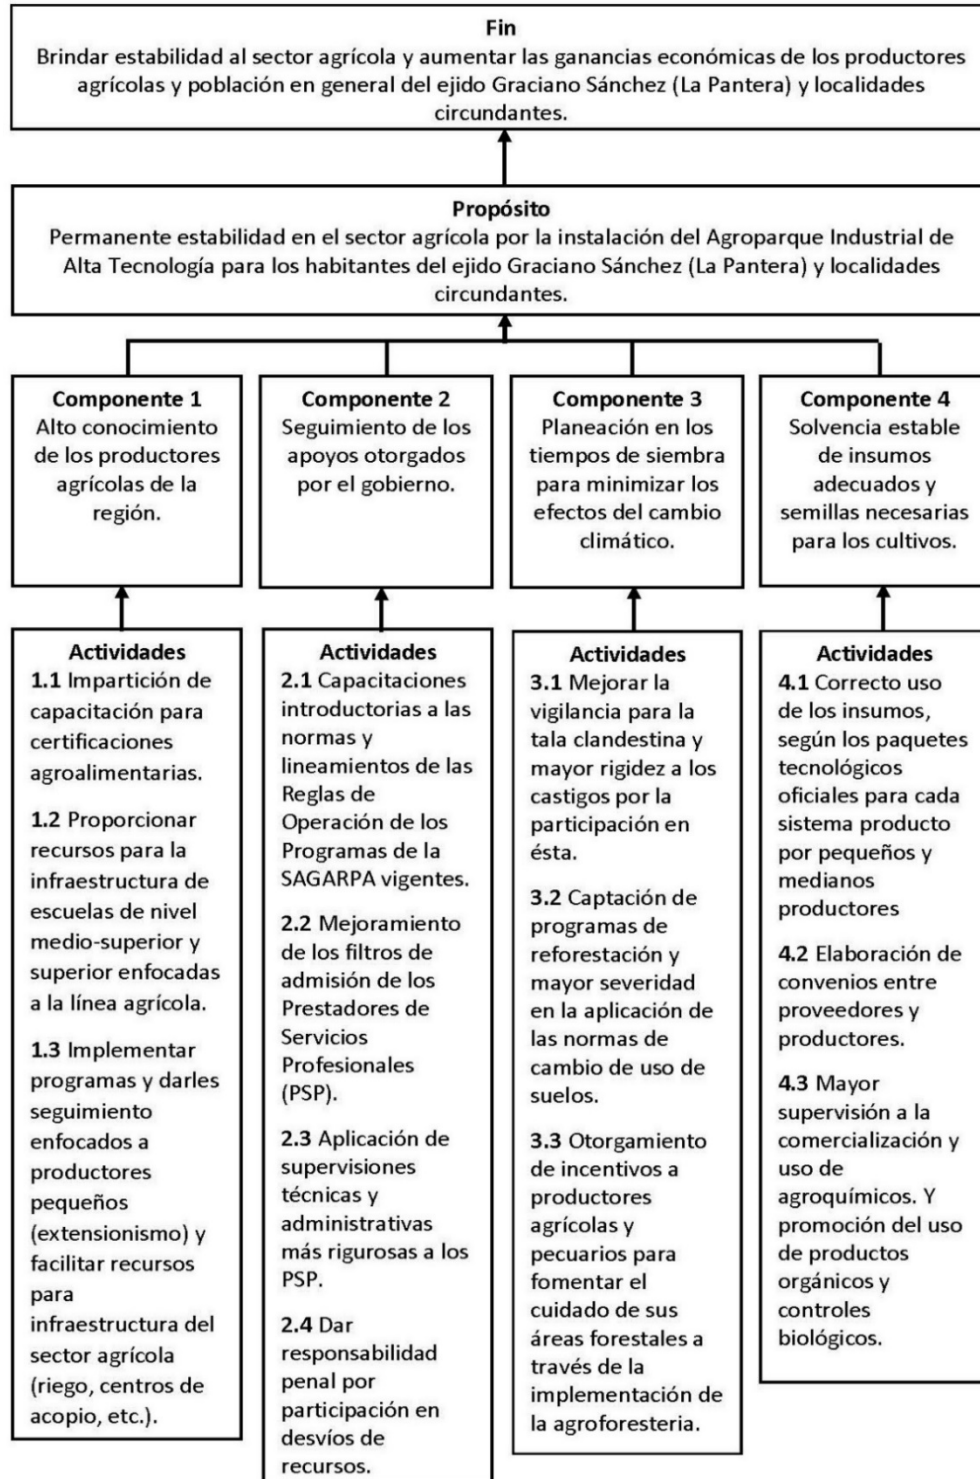 Fin
Brindar estabilidad al sector agrícola y aumentar las ganancias económicas de los productores
agrícolas y población en general del ejido Graciano Sánchez (La Pantera) y localidades
circundantes.
Propósito
Permanente estabilidad en el sector agrícola por la instalación del Agroparque Industrial de
Alta Tecnología para los habitantes del ejido Graciano Sánchez (La Pantera) y localidades
circundantes.
Componente 1
Alto conocimiento
de los productores
agrícolas de la
región.
Componente 2
Seguimiento de los
apoyos otorgados
por el gobierno.
Componente 3
Planeación en los
tiempos de siembra
para minimizar los
efectos del cambio
climático.
Componente 4
Solvencia estable
de insumos
adecuados y
semillas necesarias
para los cultivos.
Actividades
1.1 Impartición de
capacitación para
certificaciones
agroalimentarias.
1.2 Proporcionar
recursos para la
infraestructura de
escuelas de nivel
medio-superior y
superior enfocadas
a la línea agrícola.
1.3 Implementar
programas y darles
seguimiento
enfocados a
productores
pequeños
(extensionismo) y
facilitar recursos
para
infraestructura del
sector agrícola
(riego, centros de
acopio, etc.).
Actividades
2.1 Capacitaciones
introductorias a las
normas y
lineamientos de las
Reglas de
Operación de los
Programas de la
SAGARPA vigentes.
2.2 Mejoramiento
de los filtros de
admisión de los
Prestadores de
Servicios
Profesionales
(PSP).
2.3 Aplicación de
supervisiones
técnicas y
administrativas
más rigurosas a los
PSP.
2.4 Dar
responsabilidad
penal por
participación en
desvíos de
recursos.
Actividades
3.1 Mejorar la
vigilancia para la
tala clandestina y
mayor rigidez a los
castigos por la
participación en
ésta.
3.2 Captación de
programas de
reforestación y
mayor severidad
en la aplicación de
las normas de
cambio de uso de
suelos.
3.3 Otorgamiento
de incentivos a
productores
agrícolas y
pecuarios para
fomentar el
cuidado de sus
áreas forestales a
través de la
implementación de
la agroforesteria.
Actividades
4.1 Correcto uso
de los insumos,
según los paquetes
tecnológicos
oficiales para cada
sistema producto
por pequeños y
medianos
productores
4.2 Elaboración de
convenios entre
proveedores y
productores.
4.3 Mayor
supervisión a la
comercialización y
uso de
agroquímicos. Y
promoción del uso
de productos
orgánicos y
controles
biológicos.